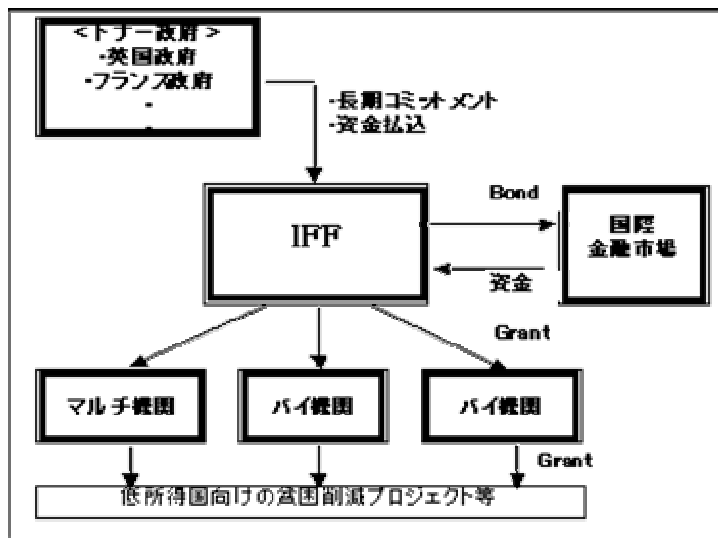 <ドナー政府>
・英国政府
・フランス政府
・
・
・長期コミットメント
・資金払込
IFF
Bond
国際
金融市場
資金
Grant
マルチ機関
バイ機関
バイ機関
Grant
低所得国向けの貧困削減プロジェクト等